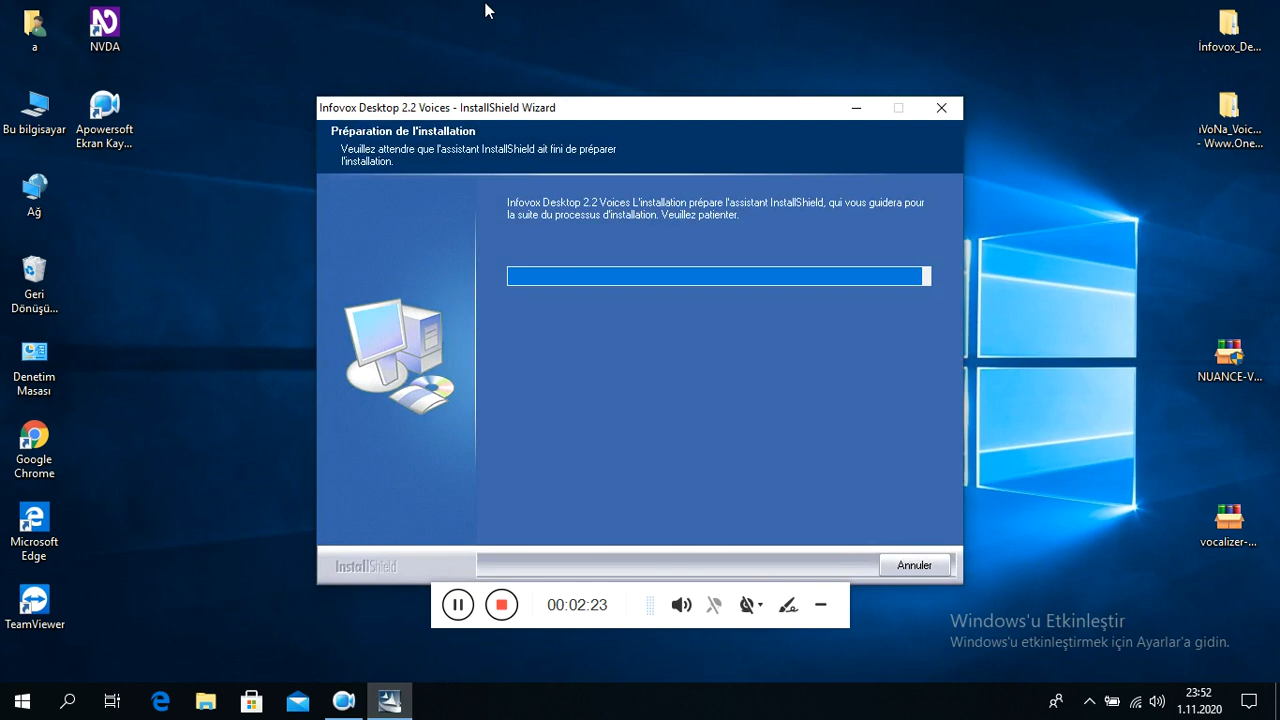 a
NVDA
Bu bilgisayar
Apowersoft
Ekran Kay...
Ağ
Geri
Dönüşü...
Denetim
Masası
Google
Chrome
Microsoft
Edge
TeamViewer
Infovox Desktop 2.2 Voices - InstallShield Wizard
Préparation de l'installation
Veuillez attendre que l'assistant InstallShield ait fini de préparer
l'installation.
Infovox Desktop 2.2 Voices L'installation prépare l'assistant InstallShield, qui vous guidera pour
la suite du processus d'installation. Veuillez patienter.
InstallShield
Annuler
00:02:23
İnfovox_De...
ıVoNa_Voic...
- Www.One...
NUANCE-V...
vocalizer-...
Windows'u Etkinleştir
Windows'u etkinleştirmek için Ayarlar'a gidin.
23:52
1.11.2020